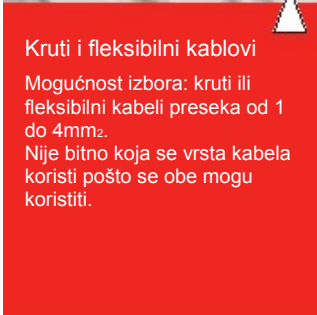 Kruti i fleksibilni kablovi
Mogućnost izbora: kruti ili
fleksibilni kabeli preseka od 1
do 4mm₂.
Nije bitno koja se vrsta kabela
koristi pošto se obe mogu
koristiti.